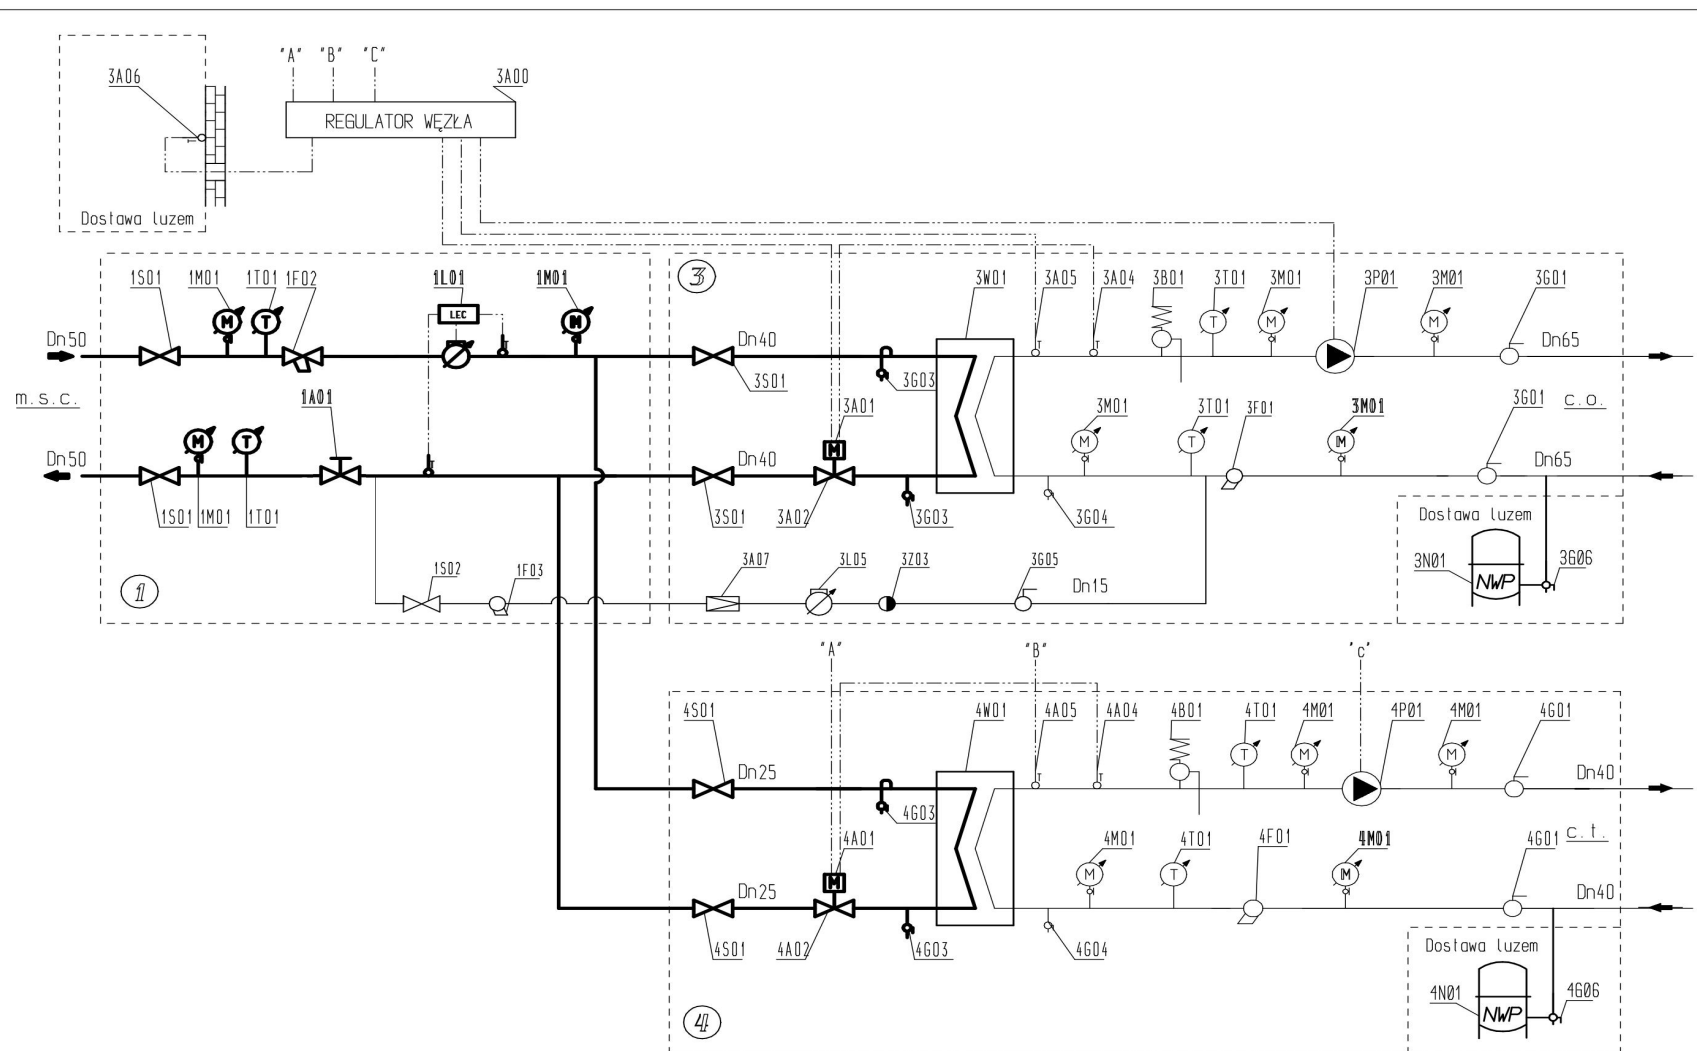 "A" "B" "C"
3A06
3A00
REGULATOR WĘZŁA
Dostawa luzem
1S01 1M01 1T01 1F02 1L01 1M01
3
3W01 3A05 3A04 3B01 3T01 3M01 3P01 3M01 3G01
M T LEC M
T M M
Dn50
Dn40
Dn65
3S01
3G03
m.s.c.
1A01
3A01
3M01 3T01 3F01 3M01 3G01
c.o.
M T
M
M T M
Dn50
Dn40
Dn65
1S01 1M01 1T01
3S01 3A02 3G03 3G04
Dostawa luzem
1S02 1F03 3A07 3L05 3Z03 3G05
Dn15
3N01
NWP
3G06
1
"A" "B" 'c'
4S01
4W01 4A05 4A04 4B01 4T01 4M01 4P01 4M01 4G01
T M M
Dn25
Dn40
4G03
4A01
4M01 4T01 4F01 4M01 4G01
c.t.
M
M T M
Dn25
Dn40
4S01 4A02 4G03 4G04
Dostawa luzem
4N01
NWP
4G06
4